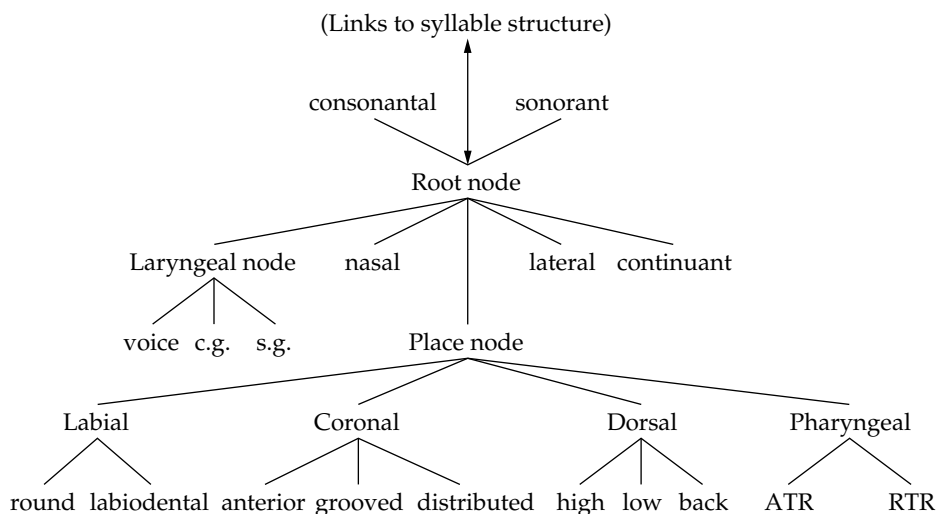 (Links to syllable structure)
consonantal sonorant
Root node
Laryngeal node nasal lateral continuant
voice c.g. s.g. Place node
Labial Coronal Dorsal Pharyngeal
round labiodental anterior grooved distributed high low back ATR RTR